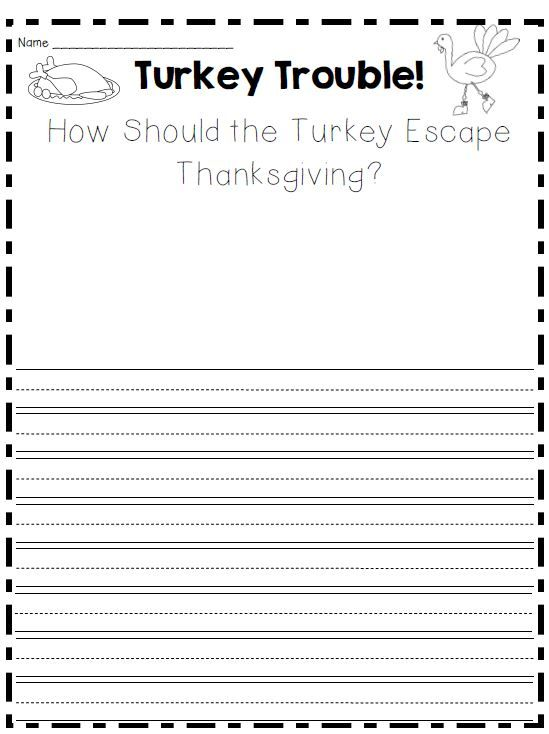 Name
Turkey Trouble!
How Should the Turkey Escape
Thanksgiving?